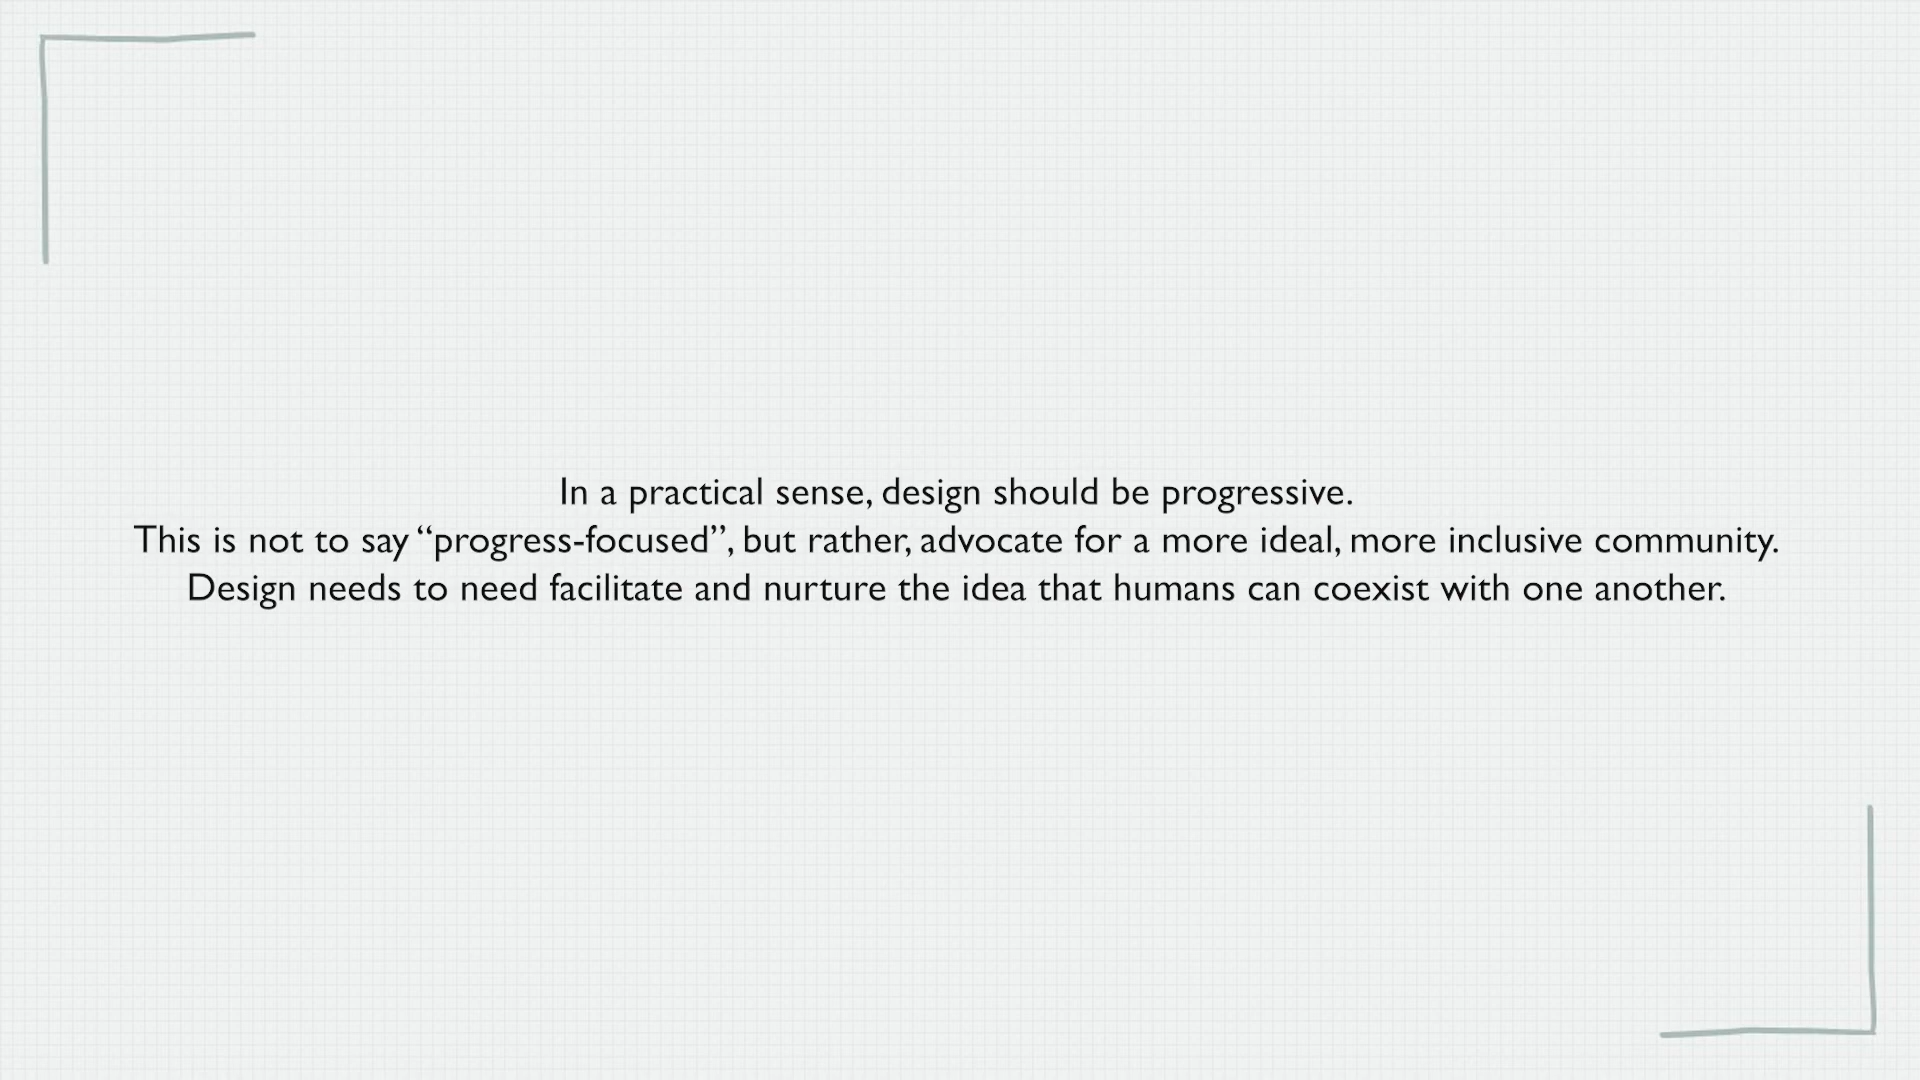 In a practical sense, design should be progressive.
This is not to say “progress-focused”, but rather, advocate for a more ideal, more inclusive community.
Design needs to need facilitate and nurture the idea that humans can coexist with one another.